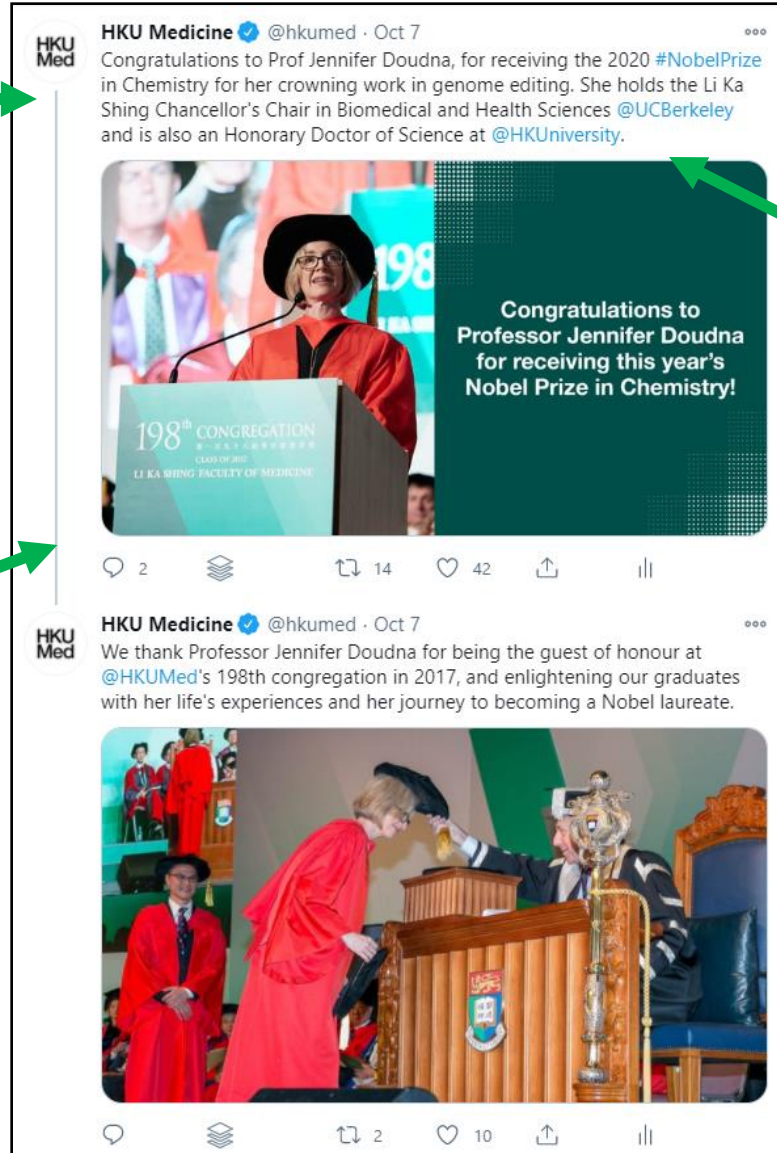 HKU
Med
HKU Medicine @hkumed · Oct 7
Congratulations to Prof Jennifer Doudna, for receiving the 2020 #NobelPrize
in Chemistry for her crowning work in genome editing. She holds the Li Ka
Shing Chancellor's Chair in Biomedical and Health Sciences @UCBerkeley
and is also an Honorary Doctor of Science at @HKUniversity.
198
198th CONGREGATION
CLASS OF 2017
LI KA SHING FACULTY OF MEDICINE
Congratulations to
Professor Jennifer Doudna
for receiving this year's
Nobel Prize in Chemistry!
2 14 42
HKU
Med
HKU Medicine @hkumed · Oct 7
We thank Professor Jennifer Doudna for being the guest of honour at
@HKUMed's 198th congregation in 2017, and enlightening our graduates
with her life's experiences and her journey to becoming a Nobel laureate.
2 10